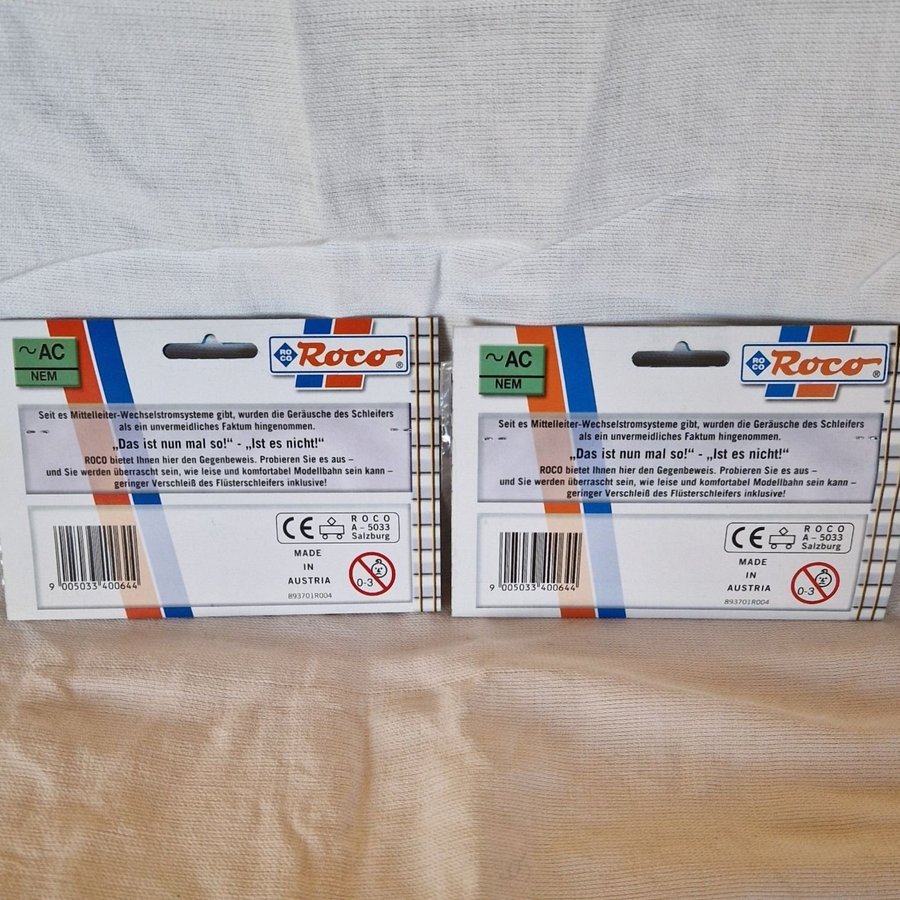 ~AC
NEM
ROCO
Roco®
Seit es Mittelleiter-Wechselstromsysteme gibt, wurden die Geräusche des Schleifers
als ein unvermeidliches Faktum hingenommen.
„Das ist nun mal so!“ - „Ist es nicht!“
ROCO bietet Ihnen hier den Gegenbeweis. Probieren Sie es aus –
und Sie werden überrascht sein, wie leise und komfortabel Modellbahn sein kann –
geringer Verschleiß des Flüsterschleifers inklusive!
9 005033 400644
CE
ROCO
A – 5033
Salzburg
MADE
IN
AUSTRIA
0-3
893701R004
~AC
NEM
ROCO
Roco®
Seit es Mittelleiter-Wechselstromsysteme gibt, wurden die Geräusche des Schleifers
als ein unvermeidliches Faktum hingenommen.
„Das ist nun mal so!“ - „Ist es nicht!“
ROCO bietet Ihnen hier den Gegenbeweis. Probieren Sie es aus –
und Sie werden überrascht sein, wie leise und komfortabel Modellbahn sein kann –
geringer Verschleiß des Flüsterschleifers inklusive!
9 005033 400644
CE
ROCO
A – 5033
Salzburg
MADE
IN
AUSTRIA
0-3
893701R004